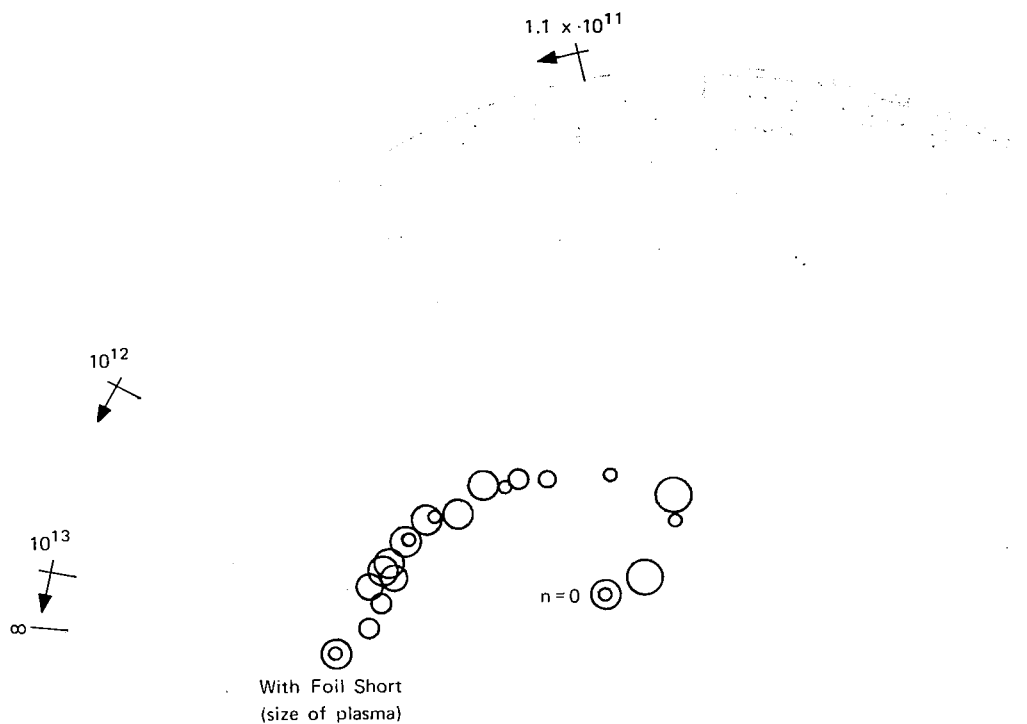 1.1 × 10¹¹
10¹²
10¹³
∞
n=0
With Foil Short
(size of plasma)